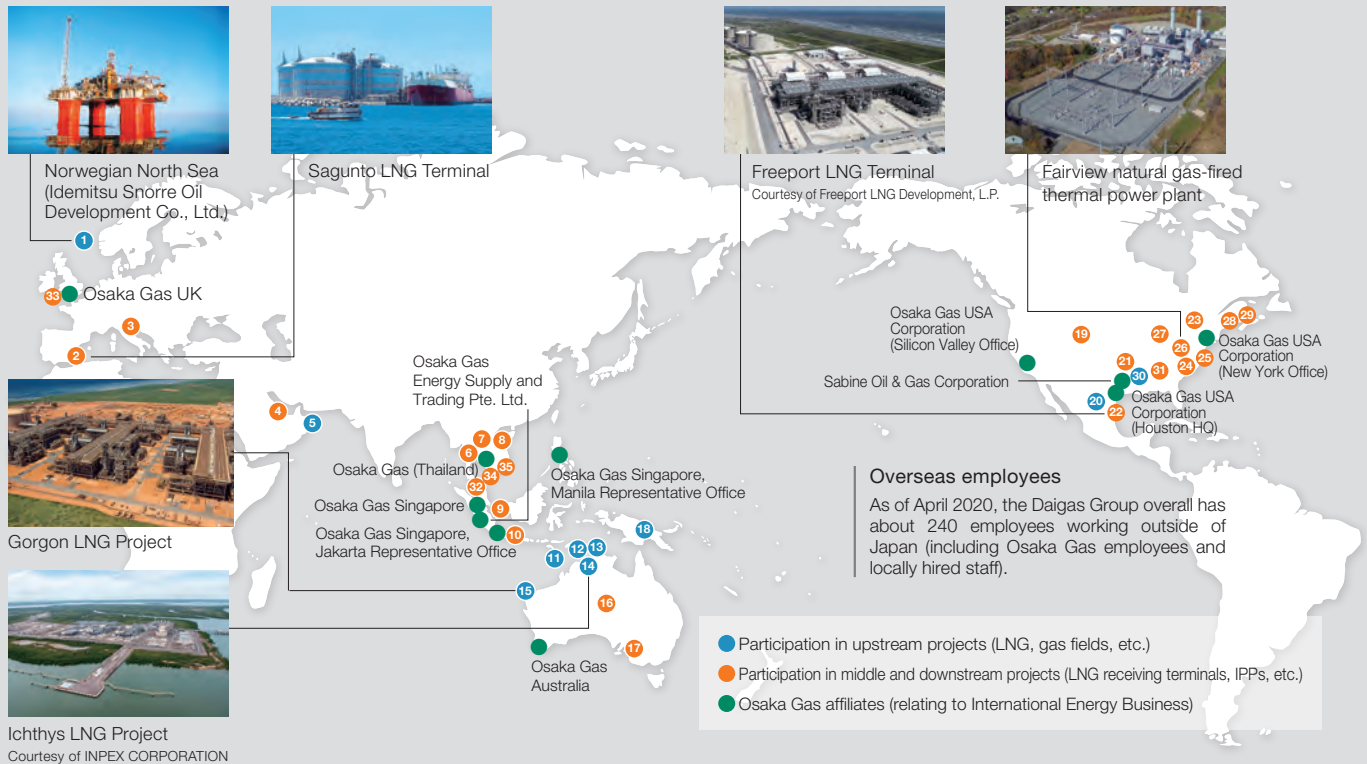 Norwegian North Sea
(Idemitsu Snorre Oil
Development Co., Ltd.)
Sagunto LNG Terminal
Freeport LNG Terminal
Courtesy of Freeport LNG Development, L.P.
Fairview natural gas-fired
thermal power plant
1
33
Osaka Gas UK
3
2
4
5
Gorgon LNG Project
Ichthys LNG Project
Courtesy of INPEX CORPORATION
Osaka Gas
Energy Supply and
Trading Pte. Ltd.
7
8
6
Osaka Gas (Thailand)
35
34
32
Osaka Gas Singapore
9
Osaka Gas Singapore,
Jakarta Representative Office
10
Osaka Gas Singapore,
Manila Representative Office
18
11
12
13
14
15
16
17
Osaka Gas
Australia
Osaka Gas USA
Corporation
(Silicon Valley Office)
Sabine Oil & Gas Corporation
19
27
23
28
29
26
25
24
21
30
31
20
22
Osaka Gas USA
Corporation
(New York Office)
Osaka Gas USA
Corporation
(Houston HQ)
Overseas employees
As of April 2020, the Daigas Group overall has
about 240 employees working outside of
Japan (including Osaka Gas employees and
locally hired staff).
Participation in upstream projects (LNG, gas fields, etc.)
Participation in middle and downstream projects (LNG receiving terminals, IPPs, etc.)
Osaka Gas affiliates (relating to International Energy Business)